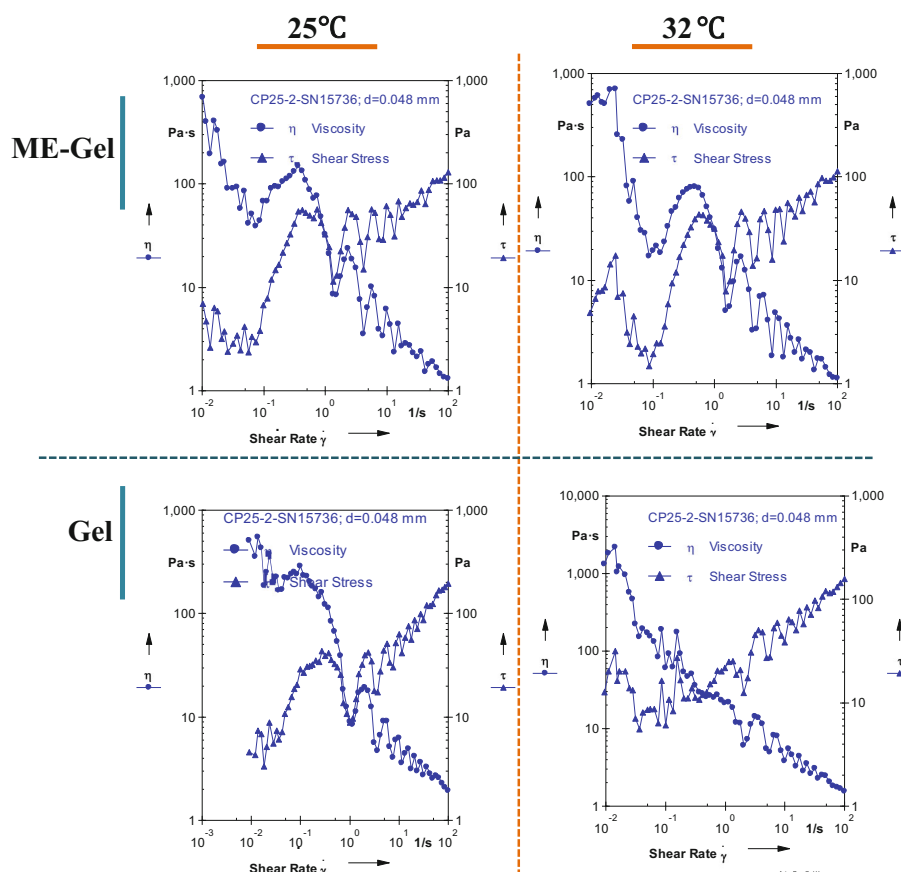 25℃
32℃
ME-Gel
1,000
Pa·s
100
η
10
1
CP25-2-SN15736; d=0.048 mm
η Viscosity
τ Shear Stress
1,000
Pa
100
τ
10
1
10⁻² 10⁻¹ 10⁰ 10¹ 1/s 10²
Shear Rate γ̇
1,000
Pa·s
100
η
10
1
CP25-2-SN15736; d=0.048 mm
η Viscosity
τ Shear Stress
1,000
Pa
100
τ
10
1
10⁻² 10⁻¹ 10⁰ 10¹ 1/s 10²
Shear Rate γ̇
Gel
1,000
Pa·s
100
η
10
1
CP25-2-SN15736; d=0.048 mm
Viscosity
Shear Stress
1,000
Pa
100
τ
10
1
10⁻³ 10⁻² 10⁻¹ 10⁰ 10¹ 1/s 10²
Shear Rate γ̇
10,000
Pa·s
1,000
100
η
10
1
CP25-2-SN15736; d=0.048 mm
η Viscosity
τ Shear Stress
1,000
Pa
100
τ
10
1
10⁻² 10⁻¹ 10⁰ 10¹ 1/s 10²
Shear Rate γ̇